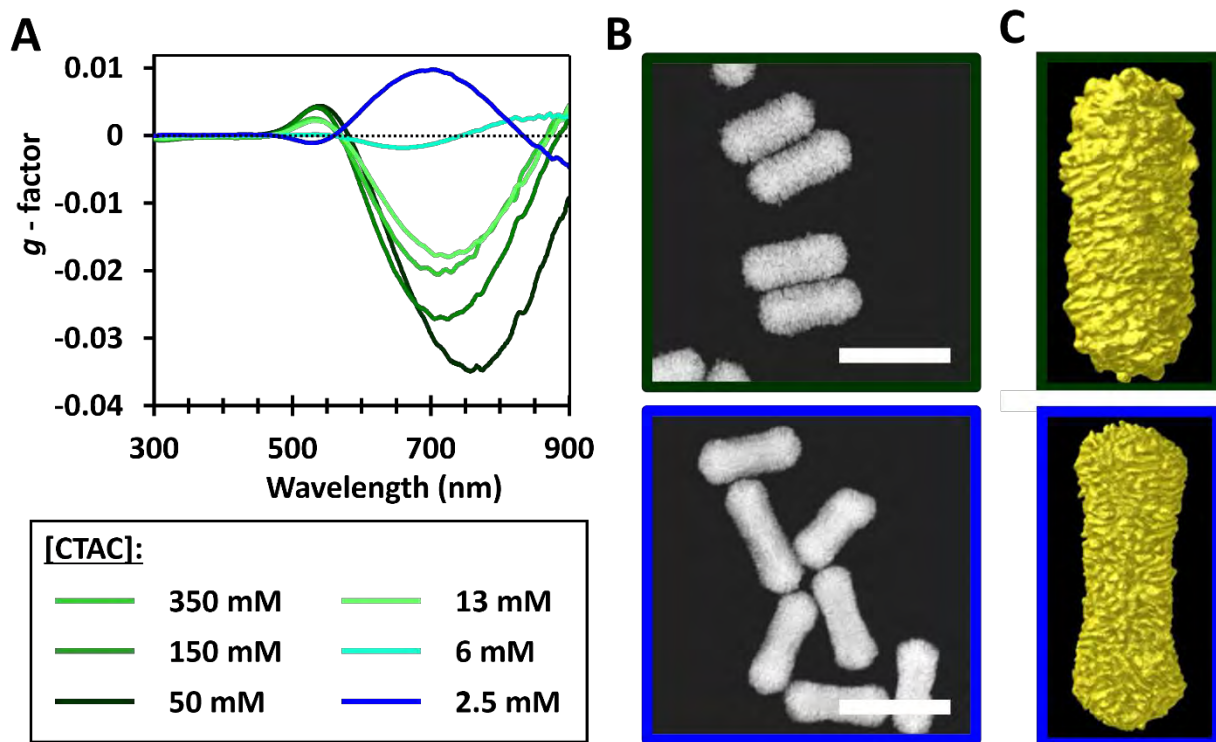 A
B
C
0.01
0
-0.01
-0.02
-0.03
-0.04
g - factor
300 500 700 900
Wavelength (nm)
[CTAC]:
350 mM 13 mM
150 mM 6 mM
50 mM 2.5 mM